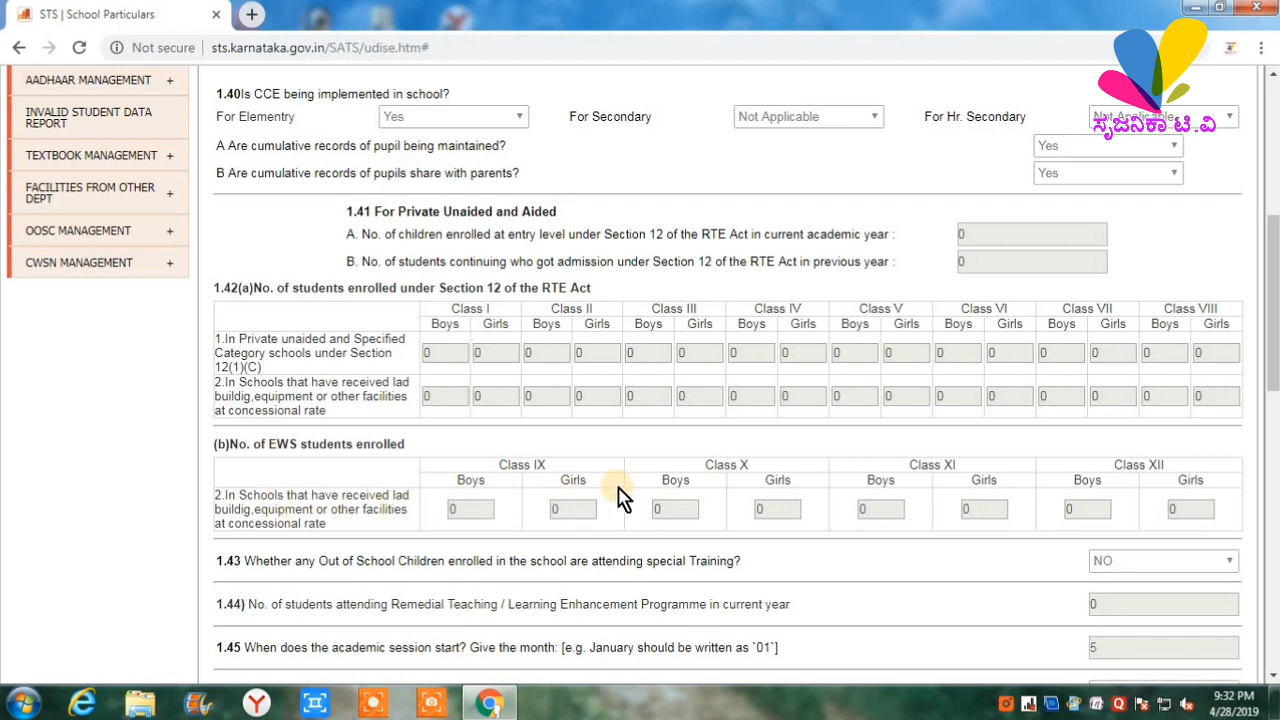 STS | School Particulars
Not secure sts.karnataka.gov.in/SATS/udise.htm#
ಸೃಜನಿಕಾ ಟಿ.ವಿ
AADHAAR MANAGEMENT +
INVALID STUDENT DATA
REPORT
TEXTBOOK MANAGEMENT +
FACILITIES FROM OTHER
DEPT +
OOSC MANAGEMENT +
CWSN MANAGEMENT +
1.40Is CCE being implemented in school?
For Elementry Yes For Secondary Not Applicable For Hr. Secondary Not Applicable
A Are cumulative records of pupil being maintained? Yes
B Are cumulative records of pupils share with parents? Yes
1.41 For Private Unaided and Aided
A. No. of children enrolled at entry level under Section 12 of the RTE Act in current academic year : 0
B. No. of students continuing who got admission under Section 12 of the RTE Act in previous year : 0
1.42(a)No. of students enrolled under Section 12 of the RTE Act
Class I Class II Class III Class IV Class V Class VI Class VII Class VIII
Boys Girls Boys Girls Boys Girls Boys Girls Boys Girls Boys Girls Boys Girls Boys Girls
1.In Private unaided and Specified
Category schools under Section 0 0 0 0 0 0 0 0 0 0 0 0 0 0 0 0
12(1)(C)
2.In Schools that have received lad
buildig,equipment or other facilities 0 0 0 0 0 0 0 0 0 0 0 0 0 0 0 0
at concessional rate
(b)No. of EWS students enrolled
Class IX Class X Class XI Class XII
Boys Girls Boys Girls Boys Girls Boys Girls
2.In Schools that have received lad
buildig,equipment or other facilities 0 0 0 0 0 0 0 0
at concessional rate
1.43 Whether any Out of School Children enrolled in the school are attending special Training? NO
1.44) No. of students attending Remedial Teaching / Learning Enhancement Programme in current year 0
1.45 When does the academic session start? Give the month: [e.g. January should be written as `01`] 5
9:32 PM
4/28/2019